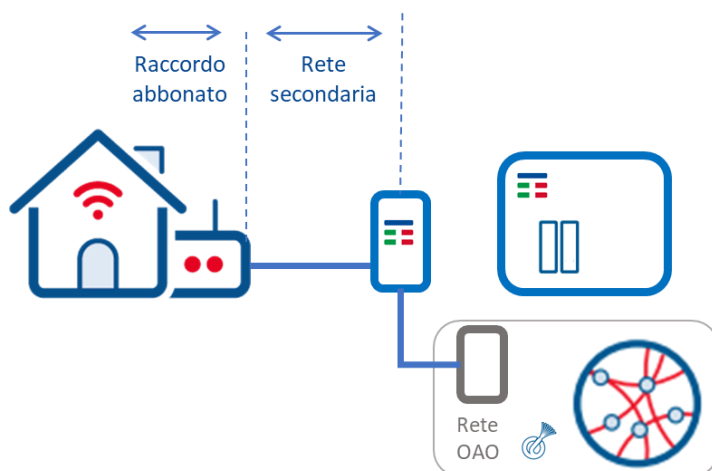 Raccordo
abbonato
Rete
secondaria
Rete
OAO